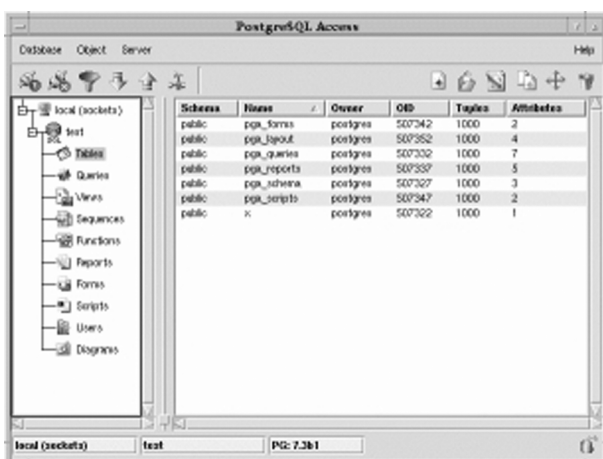 PostgreSQL Access
Database Object Server Help
local (sockets)
test
Tables
Queries
Views
Sequences
Functions
Reports
Forms
Scripts
Users
Diagrams
Schema Name Owner OID Tuples Attributes
public pga_forms postgres 507342 1000 2
public pga_layout postgres 507352 1000 4
public pga_queries postgres 507332 1000 7
public pga_reports postgres 507337 1000 5
public pga_schema postgres 507327 1000 3
public pga_scripts postgres 507347 1000 2
public x postgres 507322 1000 1
local (sockets) test PG: 7.3b1